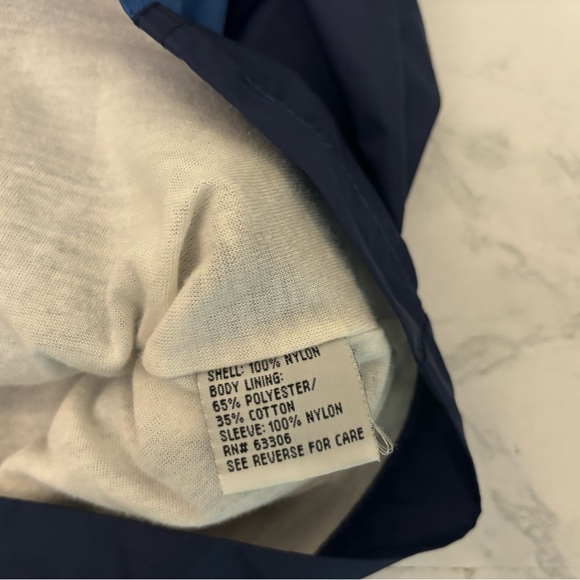 SHELL: 100% NYLON
BODY LINING:
65% POLYESTER/
35% COTTON
SLEEVE: 100% NYLON
RN# 63306
SEE REVERSE FOR CARE